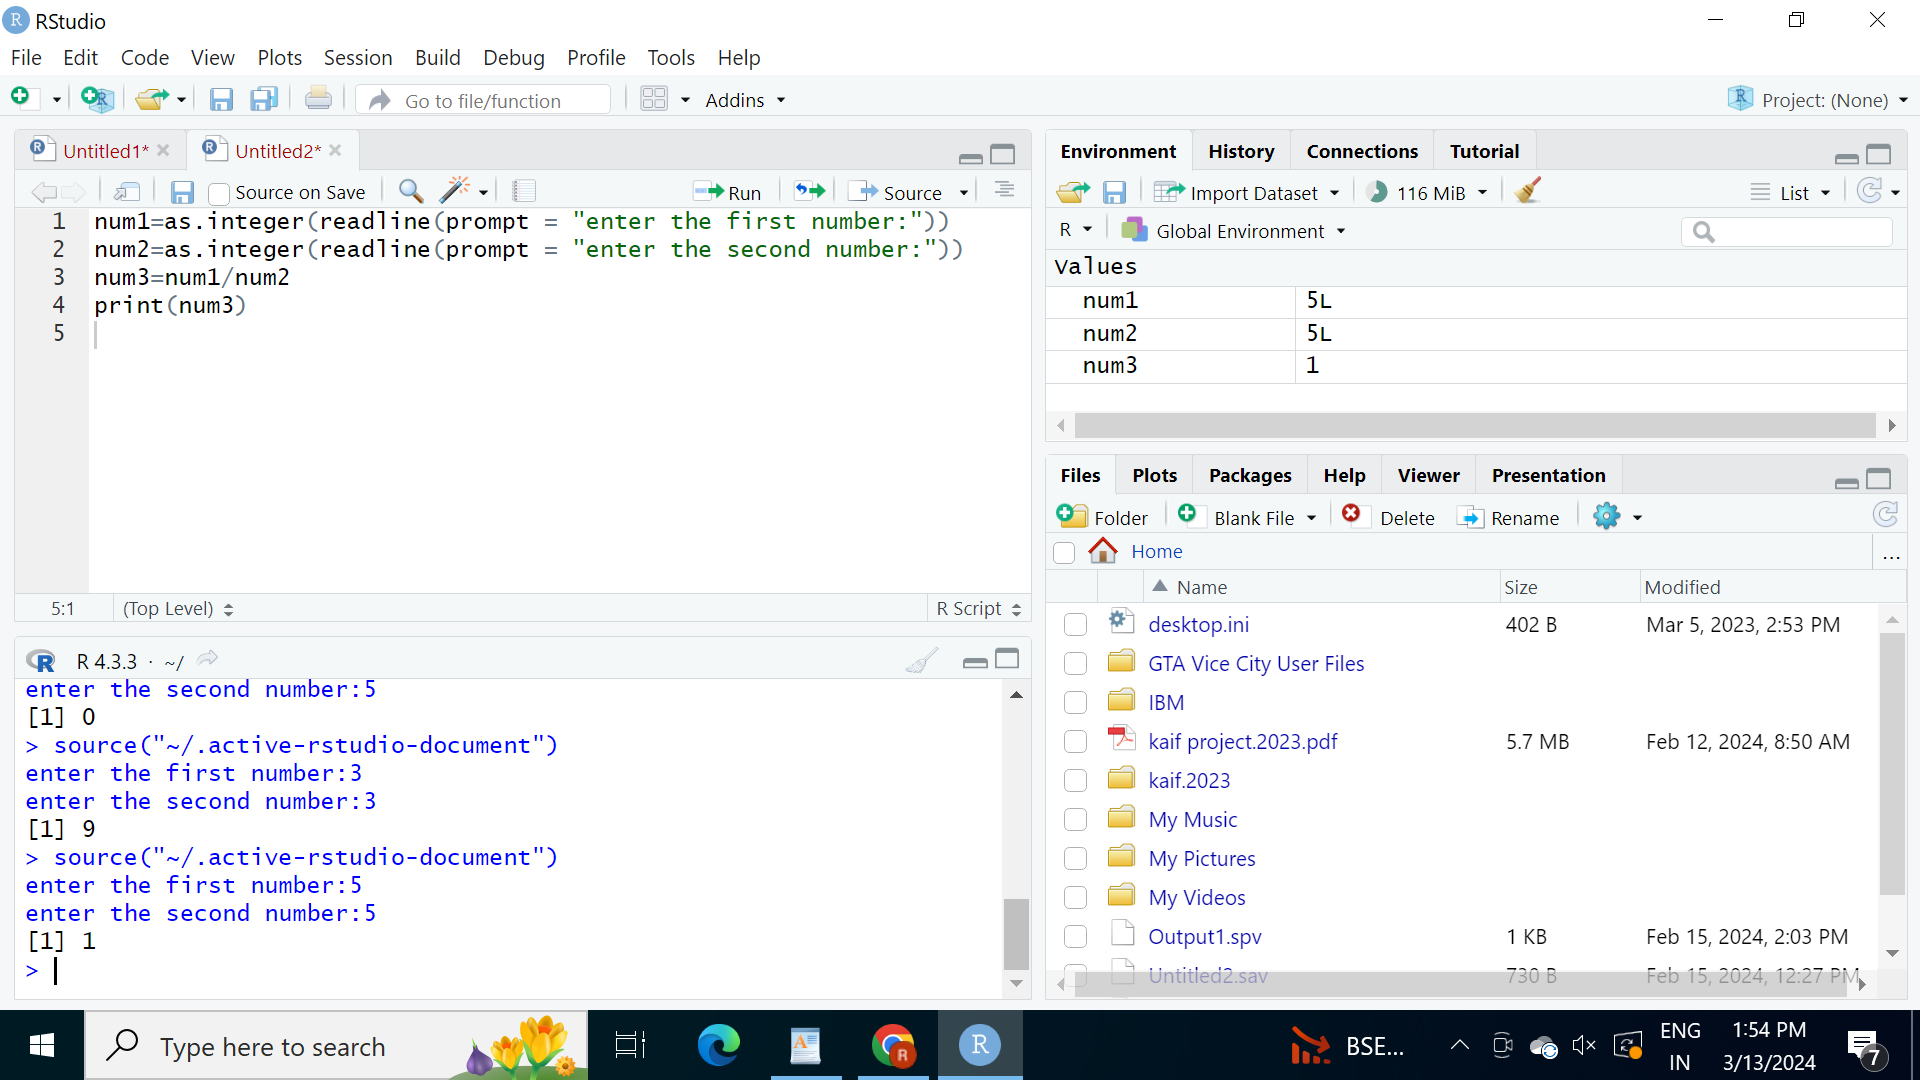 RStudio
File Edit Code View Plots Session Build Debug Profile Tools Help
Go to file/function Addins Project: (None)
Untitled1* Untitled2*
Source on Save Run Source
1 num1=as.integer(readline(prompt = "enter the first number:"))
2 num2=as.integer(readline(prompt = "enter the second number:"))
3 num3=num1/num2
4 print(num3)
5
5:1 (Top Level) R Script
R 4.3.3 · ~/
enter the second number:5
[1] 0
> source("~/.active-rstudio-document")
enter the first number:3
enter the second number:3
[1] 9
> source("~/.active-rstudio-document")
enter the first number:5
enter the second number:5
[1] 1
>
Environment History Connections Tutorial
Import Dataset 116 MiB List
R Global Environment
Values
num1 5L
num2 5L
num3 1
Files Plots Packages Help Viewer Presentation
Folder Blank File Delete Rename
Home ...
Name Size Modified
desktop.ini 402 B Mar 5, 2023, 2:53 PM
GTA Vice City User Files
IBM
kaif project.2023.pdf 5.7 MB Feb 12, 2024, 8:50 AM
kaif.2023
My Music
My Pictures
My Videos
Output1.spv 1 KB Feb 15, 2024, 2:03 PM
Untitled2.sav 730 B Feb 15, 2024, 12:27 PM
Type here to search
BSE...
ENG
IN
1:54 PM
3/13/2024
7